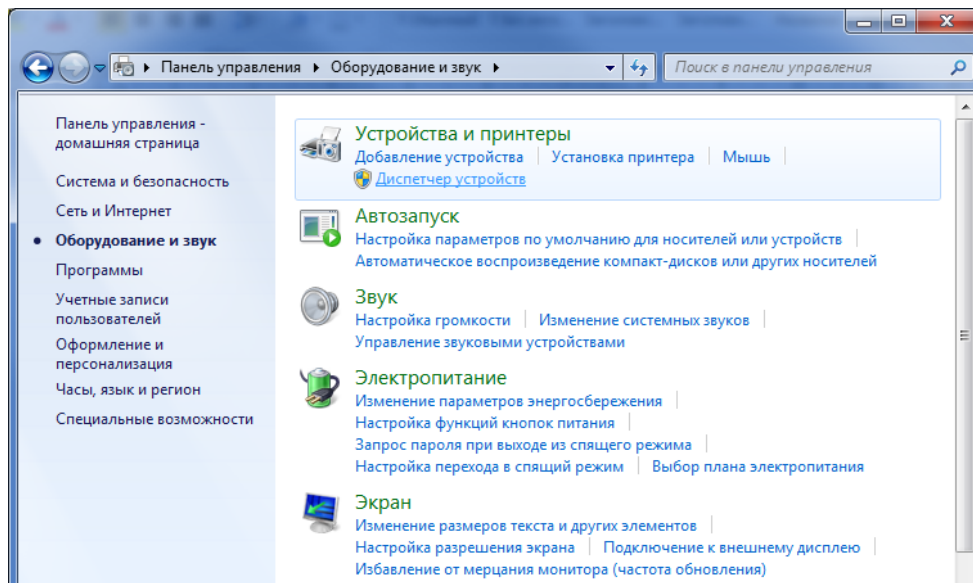 Панель управления Оборудование и звук Поиск в панели управления
Панель управления -
домашняя страница
Система и безопасность
Сеть и Интернет
Оборудование и звук
Программы
Учетные записи
пользователей
Оформление и
персонализация
Часы, язык и регион
Специальные возможности
Устройства и принтеры
Добавление устройства Установка принтера Мышь
Диспетчер устройств
Автозапуск
Настройка параметров по умолчанию для носителей или устройств
Автоматическое воспроизведение компакт-дисков или других носителей
Звук
Настройка громкости Изменение системных звуков
Управление звуковыми устройствами
Электропитание
Изменение параметров энергосбережения
Настройка функций кнопок питания
Запрос пароля при выходе из спящего режима
Настройка перехода в спящий режим Выбор плана электропитания
Экран
Изменение размеров текста и других элементов
Настройка разрешения экрана Подключение к внешнему дисплею
Избавление от мерцания монитора (частота обновления)